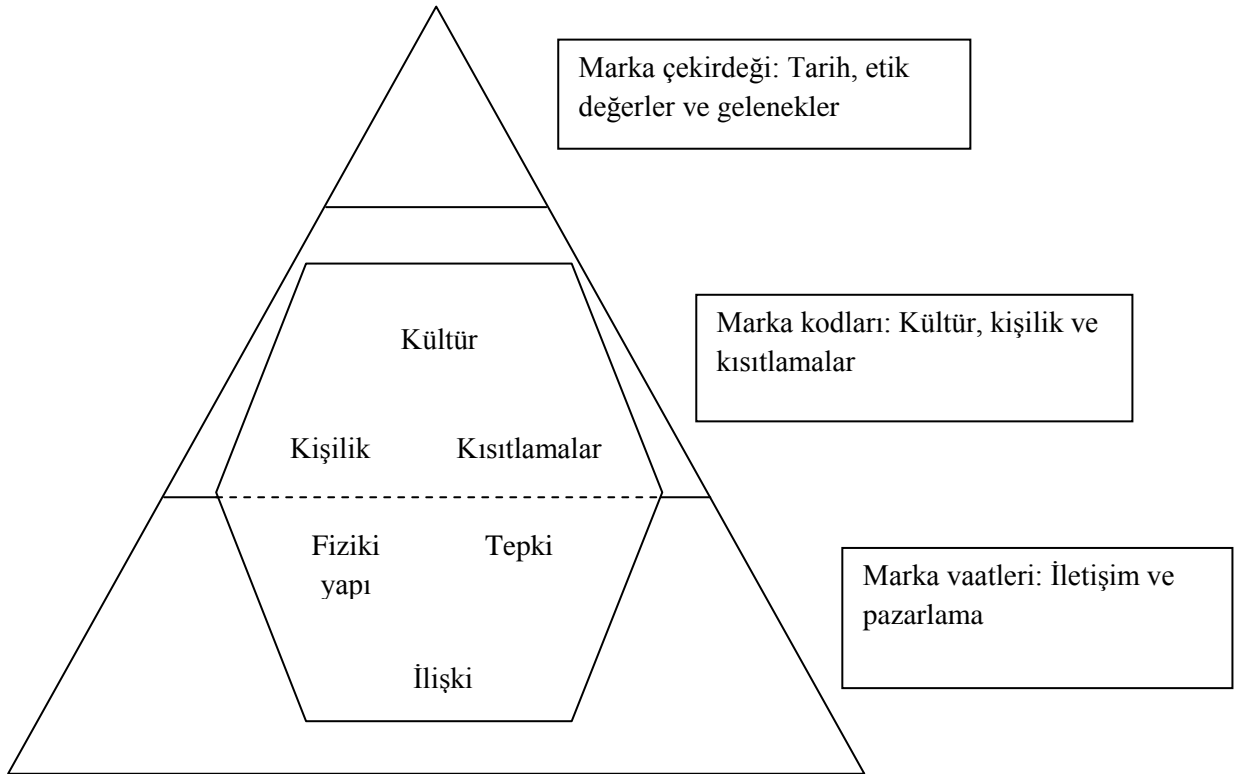 Marka çekirdeği: Tarih, etik
değerler ve gelenekler
Kültür
Marka kodları: Kültür, kişilik ve
kısıtlamalar
Kişilik
Kısıtlamalar
Fiziki
yapı
Tepki
Marka vaatleri: İletişim ve
pazarlama
İlişki